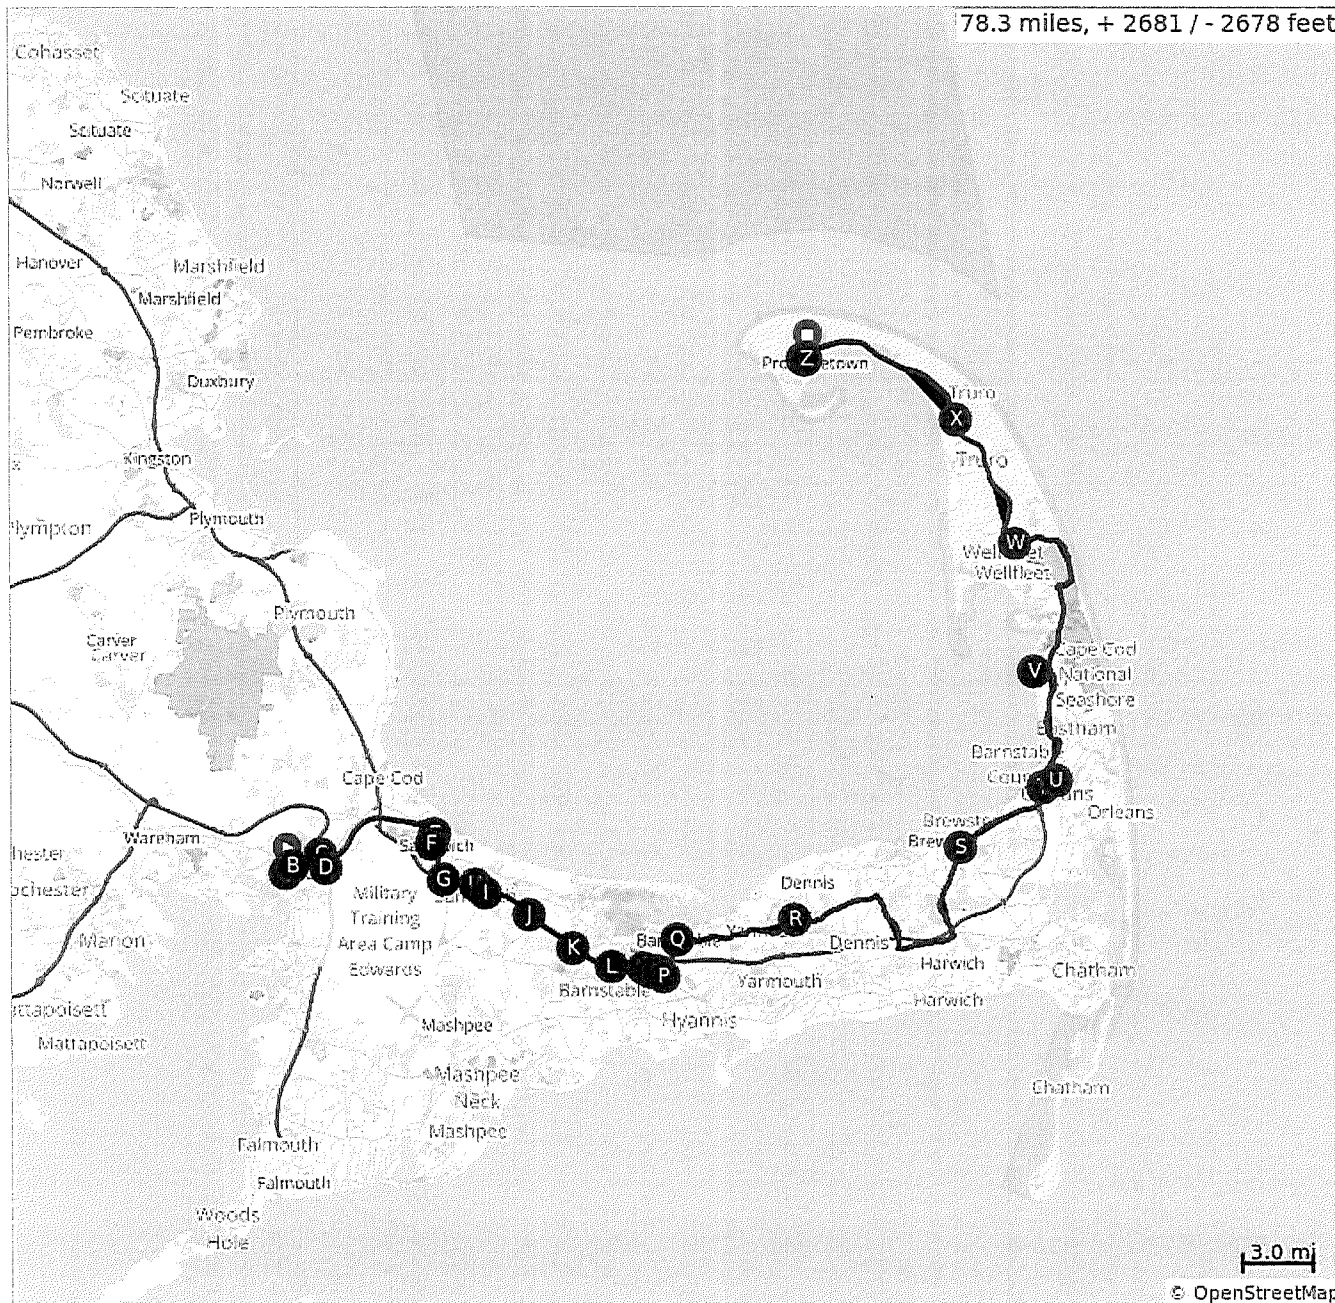 78.3 miles, + 2681 / - 2678 feet
Cohasset
Scituate
Scituate
Norwell
Hanover
Marshfield
Marshfield
Pembroke
Duxbury
Z
Truro
X
Kingston
Truro
Plymouth
W
Wellfleet
Plymouth
Carver
Carver
Cape Cod
V
National
Seashore
Eastham
Cape Cod
U
Orleans
Wareham
F
B
D
S
G
I
Dennis
Military
Training
J
R
Marion
Area Camp
K
Q
Dennis
Edwards
L
P
Harwich
Chatham
Barnstable
Yarmouth
Harwich
Hyannis
Mashpee
Mattapoisett
Mashpee
Neck
Chatham
Mashpee
Falmouth
Falmouth
Woods
Hole
3.0 mi
© OpenStreetMap